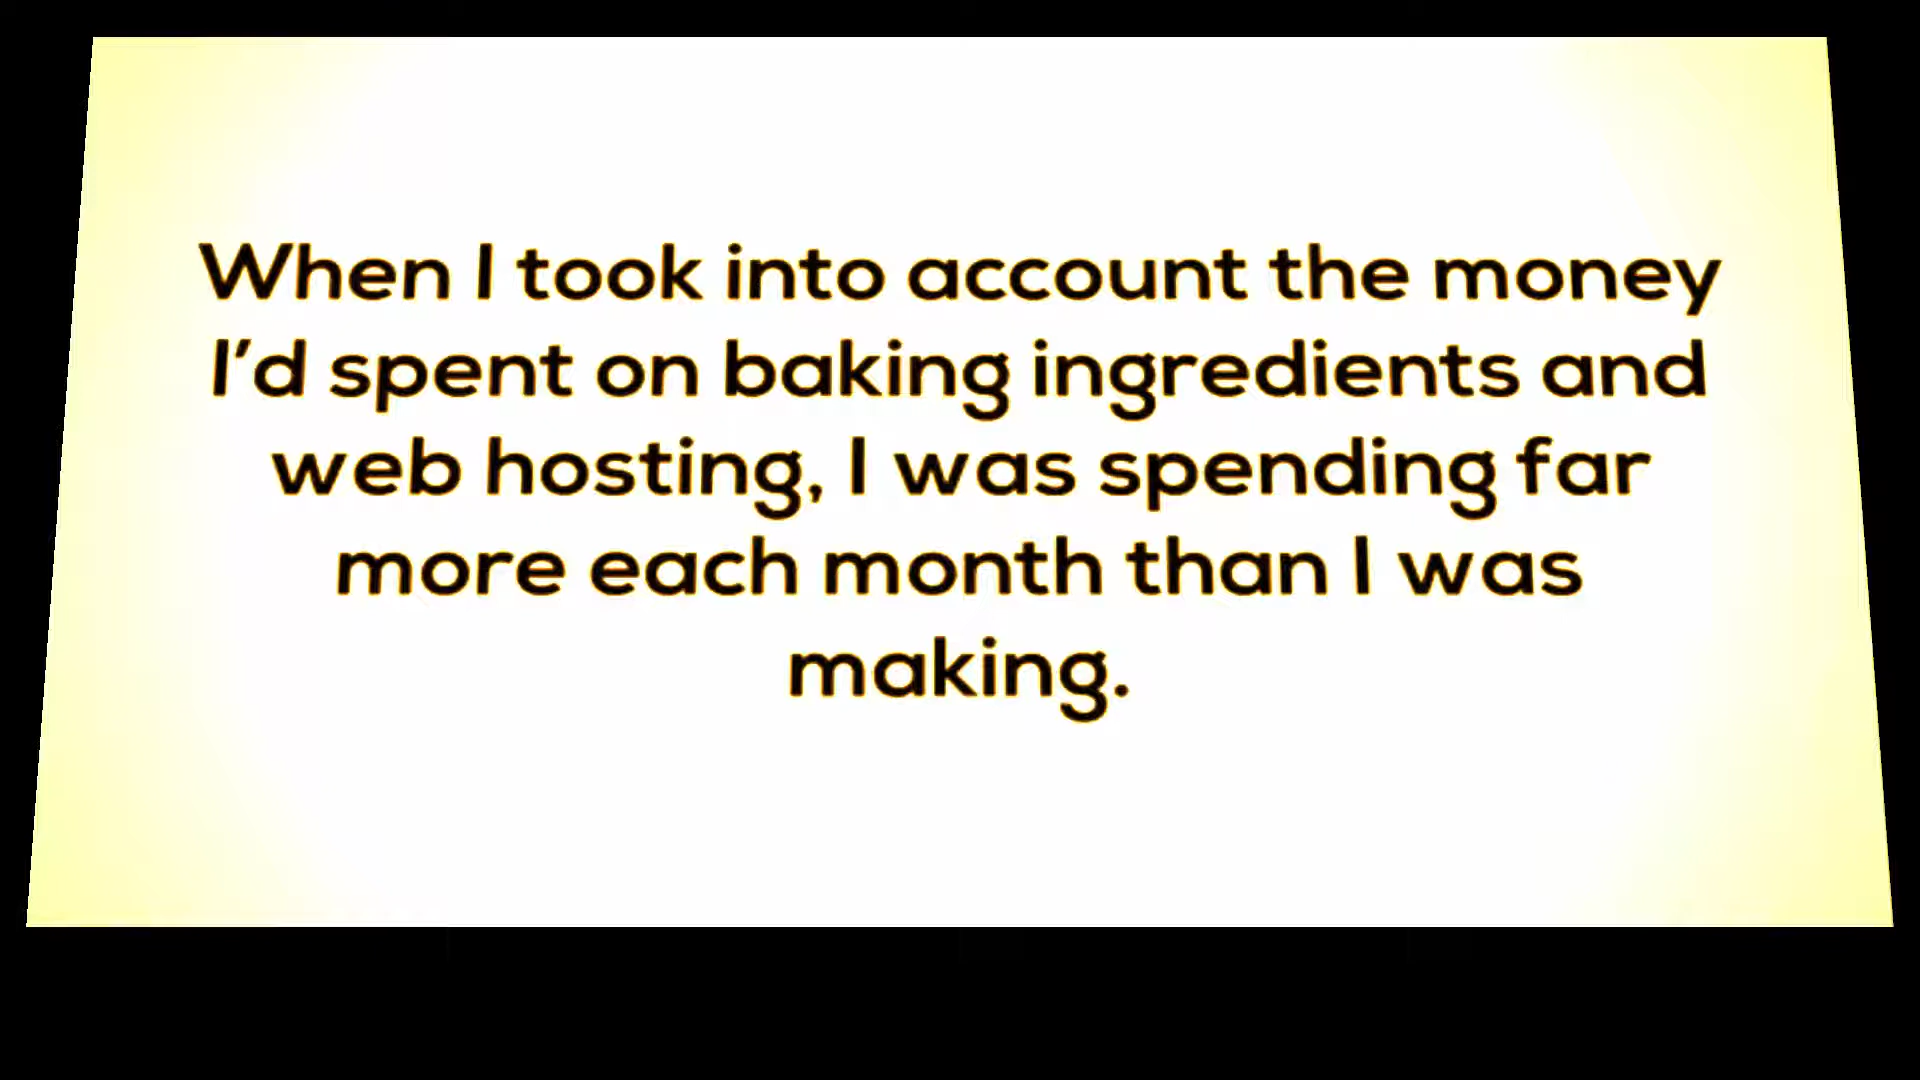 When I took into account the money
I’d spent on baking ingredients and
web hosting, I was spending far
more each month than I was
making.